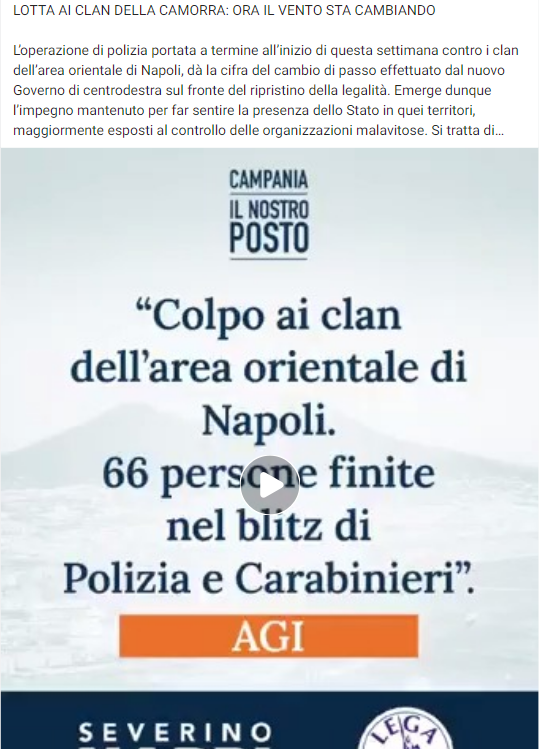 LOTTA AI CLAN DELLA CAMORRA: ORA IL VENTO STA CAMBIANDO
L'operazione di polizia portata a termine all'inizio di questa settimana contro i clan
dell'area orientale di Napoli, dà la cifra del cambio di passo effettuato dal nuovo
Governo di centrodestra sul fronte del ripristino della legalità. Emerge dunque
l'impegno mantenuto per far sentire la presenza dello Stato in quei territori,
maggiormente esposti al controllo delle organizzazioni malavitose. Si tratta di...
CAMPANIA
IL NOSTRO
POSTO
“Colpo ai clan
dell’area orientale di
Napoli.
66 persone finite
nel blitz di
Polizia e Carabinieri”.
AGI
SEVERINO
LEGA